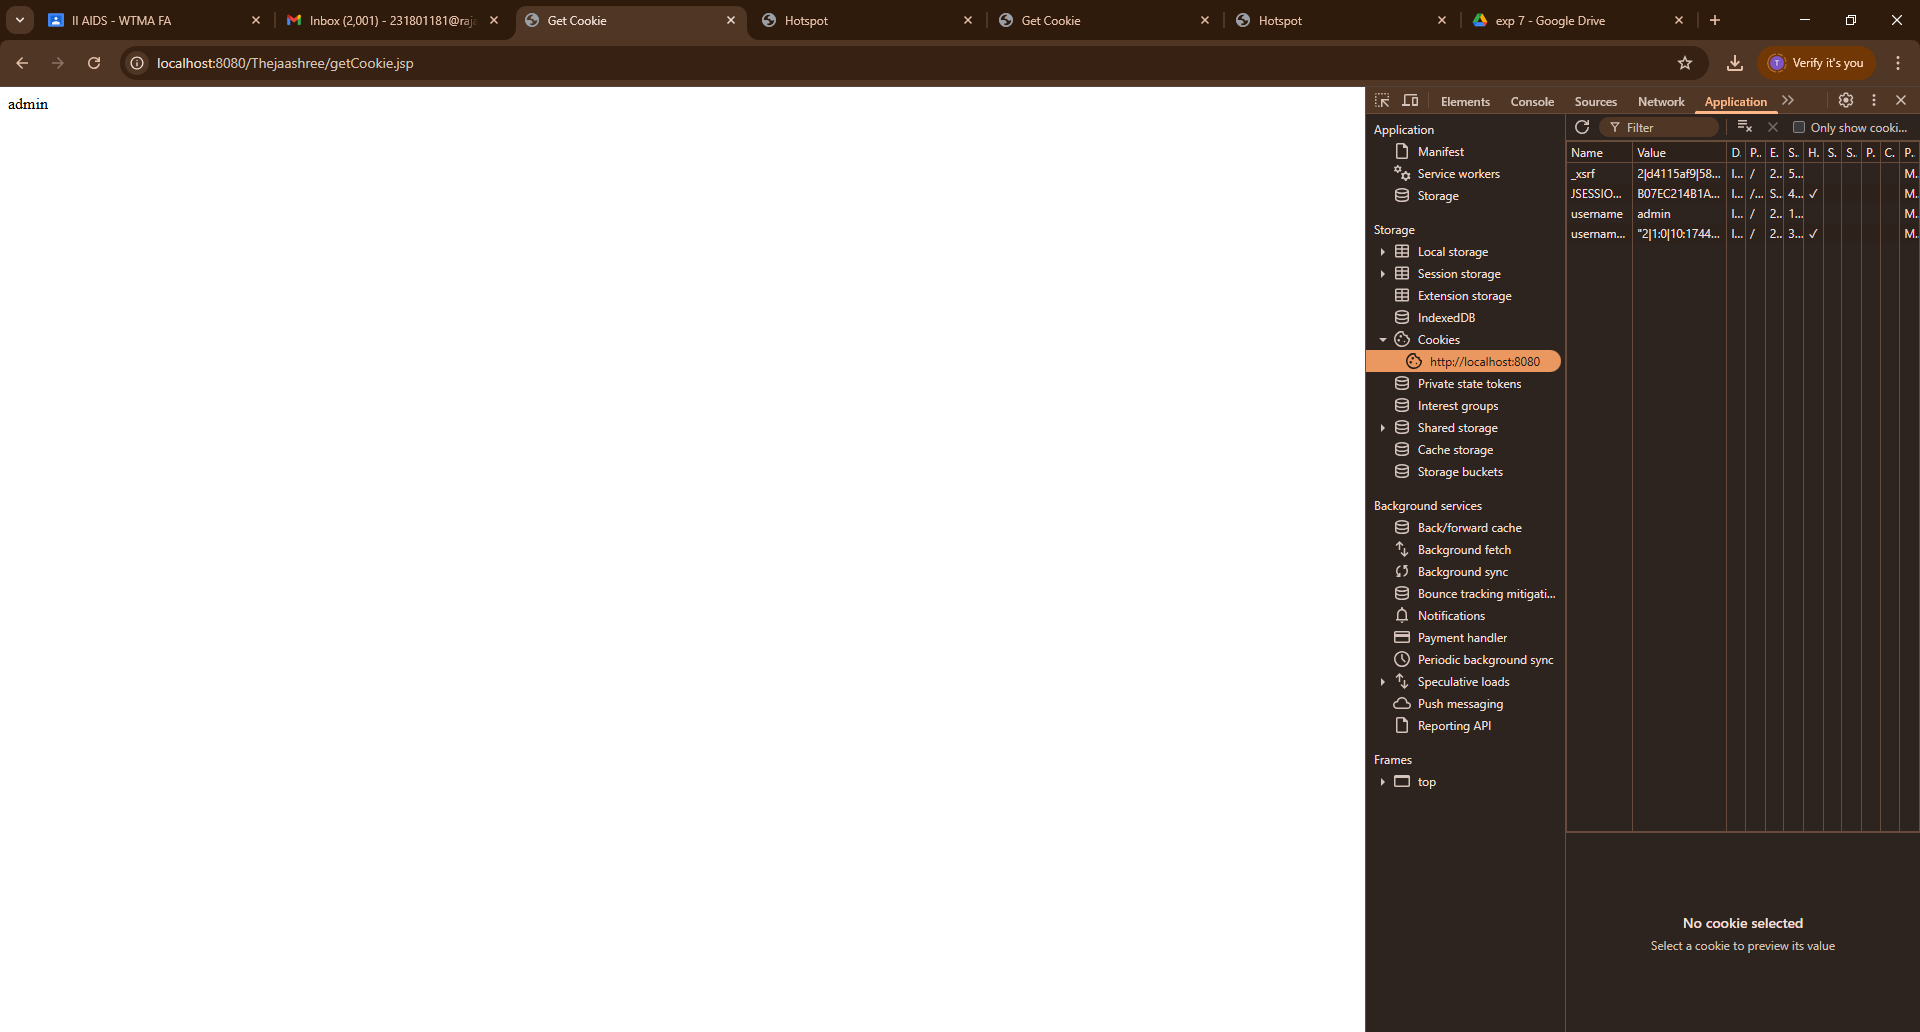 II AIDS - WTMA FA
Inbox (2,001) - 231801181@raja
Get Cookie
Hotspot
Get Cookie
Hotspot
exp 7 - Google Drive
localhost:8080/Thejaashree/getCookie.jsp
T
Verify it's you
admin
Elements
Console
Sources
Network
Application
Application
Manifest
Service workers
Storage
Storage
Local storage
Session storage
Extension storage
IndexedDB
Cookies
http://localhost:8080
Private state tokens
Interest groups
Shared storage
Cache storage
Storage buckets
Background services
Back/forward cache
Background fetch
Background sync
Bounce tracking mitigati...
Notifications
Payment handler
Periodic background sync
Speculative loads
Push messaging
Reporting API
Frames
top
Filter
Only show cooki...
Name Value D. P.. E. S.. H. S. S.. P. C. P..
_xsrf 2|d4115af9|58... l... / 2.. 5... M.
JSESSIO... B07EC214B1A... l... /... S.. 4... ✓ M.
username admin l... / 2.. 1... M.
usernam... "2|1:0|10:1744... l... / 2.. 3... ✓ M.
No cookie selected
Select a cookie to preview its value